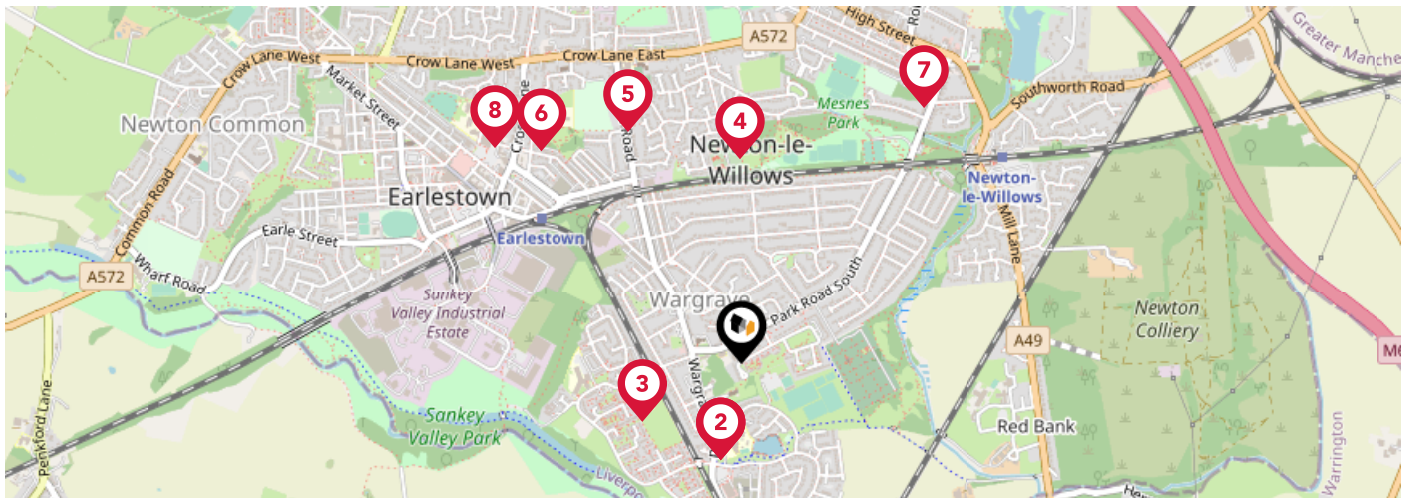 High Street
A572
Crow Lane East
Crow Lane West
Crow Lane West
Greater Manche
Market Street
7
Southworth Road
5
8
6
4
Mesnes
Park
Newton Common
Road
Newton-le-
Willows
Newton-
le-Willows
Earlestown
Common Road
Earle Street
Earlestown
Mill Lane
Wharf Road
A572
Park Road South
Sankey
Valley Industrial
Estate
Wargrave
Newton
Colliery
A49
M6
3
Penkford Lane
2
Sankey
Valley Park
Red Bank
Warrington